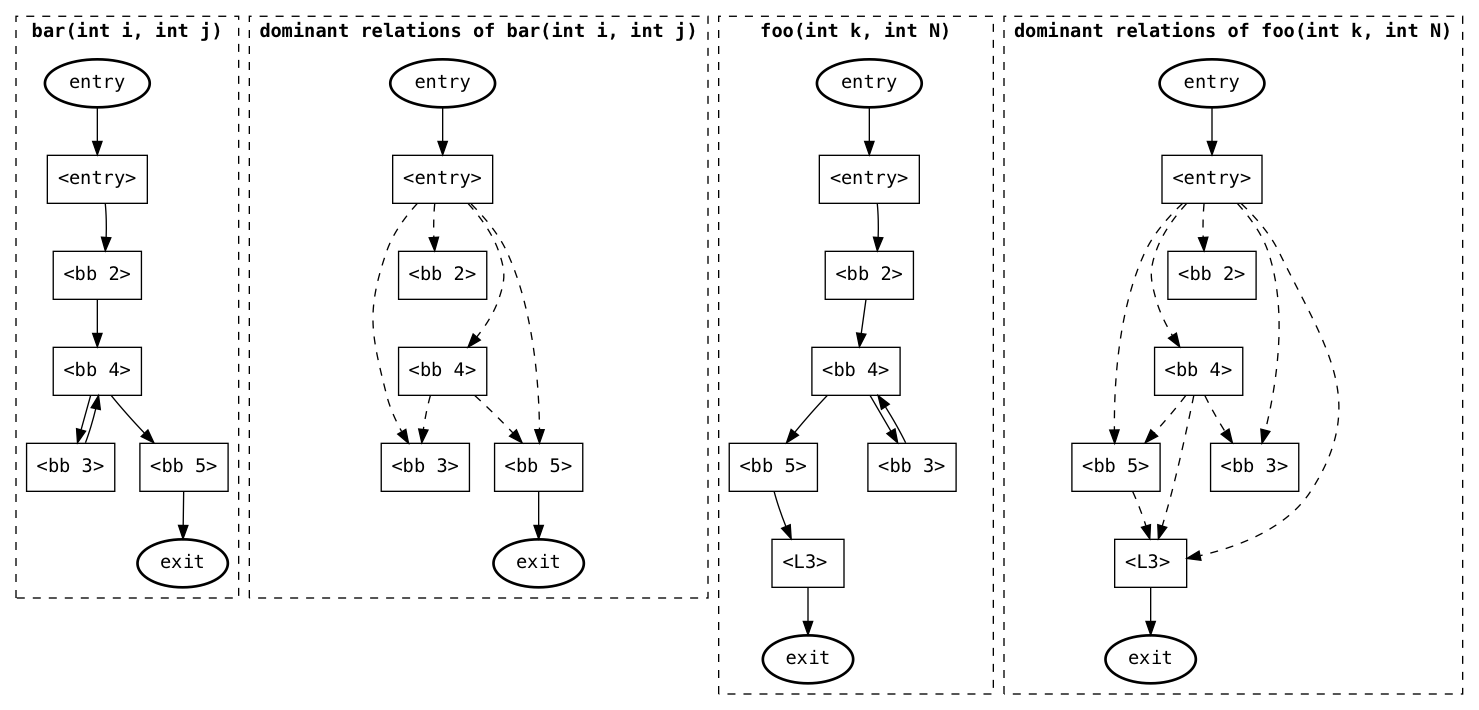 bar(int i, int j)
entry
<entry>
<bb 2>
<bb 4>
<bb 3>
<bb 5>
exit
dominant relations of bar(int i, int j)
entry
<entry>
<bb 2>
<bb 4>
<bb 3>
<bb 5>
exit
foo(int k, int N)
entry
<entry>
<bb 2>
<bb 4>
<bb 5>
<bb 3>
<L3>
exit
dominant relations of foo(int k, int N)
entry
<entry>
<bb 2>
<bb 4>
<bb 5>
<bb 3>
<L3>
exit